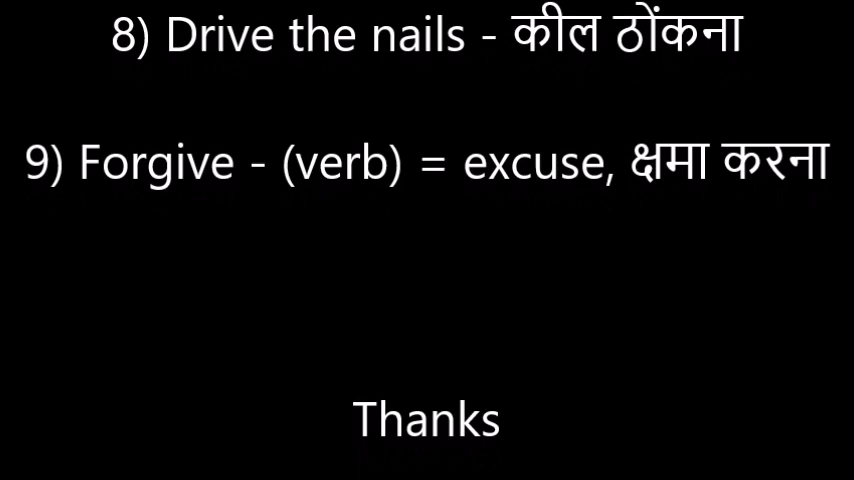 8) Drive the nails - कील ठोंकना
9) Forgive - (verb) = excuse, क्षमा करना
Thanks